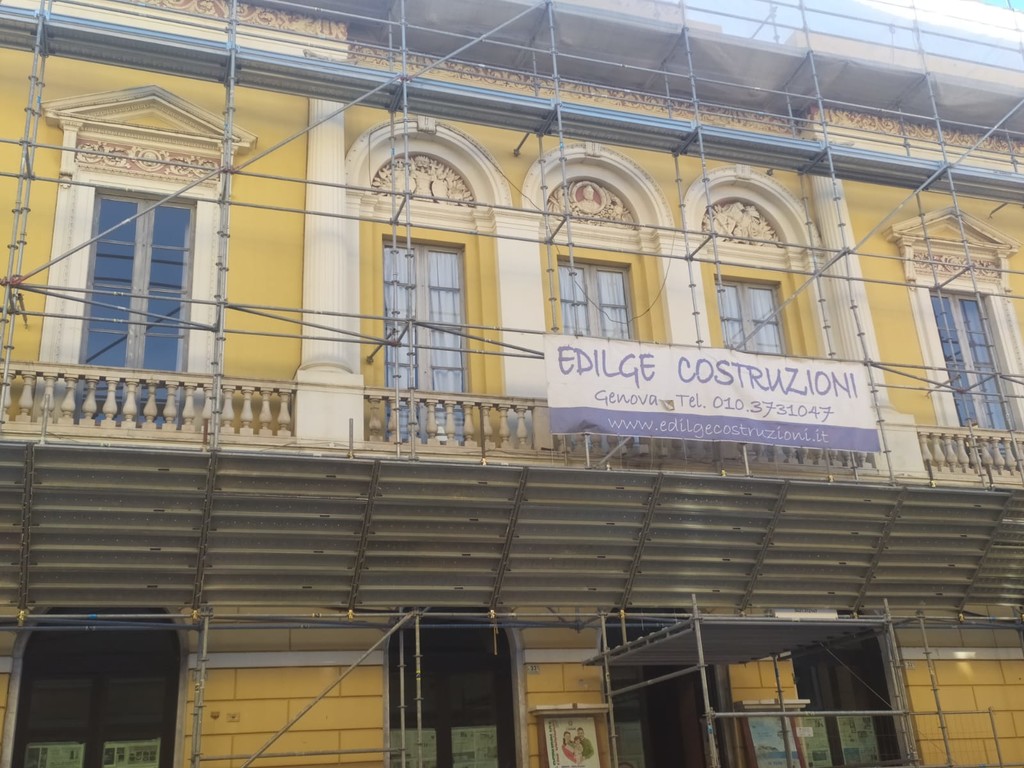 EDILGE COSTRUZIONI
Genova - Tel. 010.3731047
www.edilgecostruzioni.it